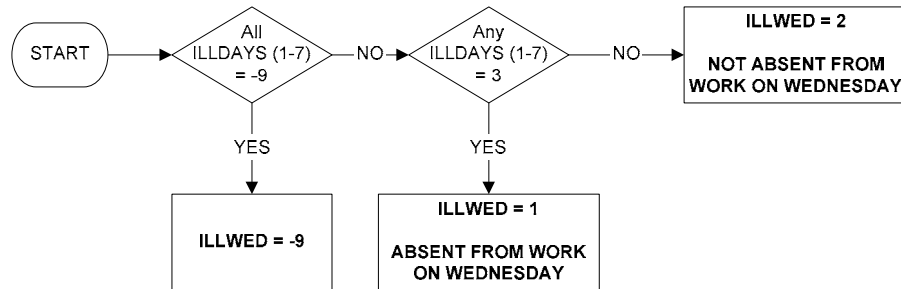 START
All
ILLDAYS (1-7)
= -9
NO
Any
ILLDAYS (1-7)
= 3
NO
ILLWED = 2
NOT ABSENT FROM
WORK ON WEDNESDAY
YES
YES
ILLWED = -9
ILLWED = 1
ABSENT FROM WORK
ON WEDNESDAY